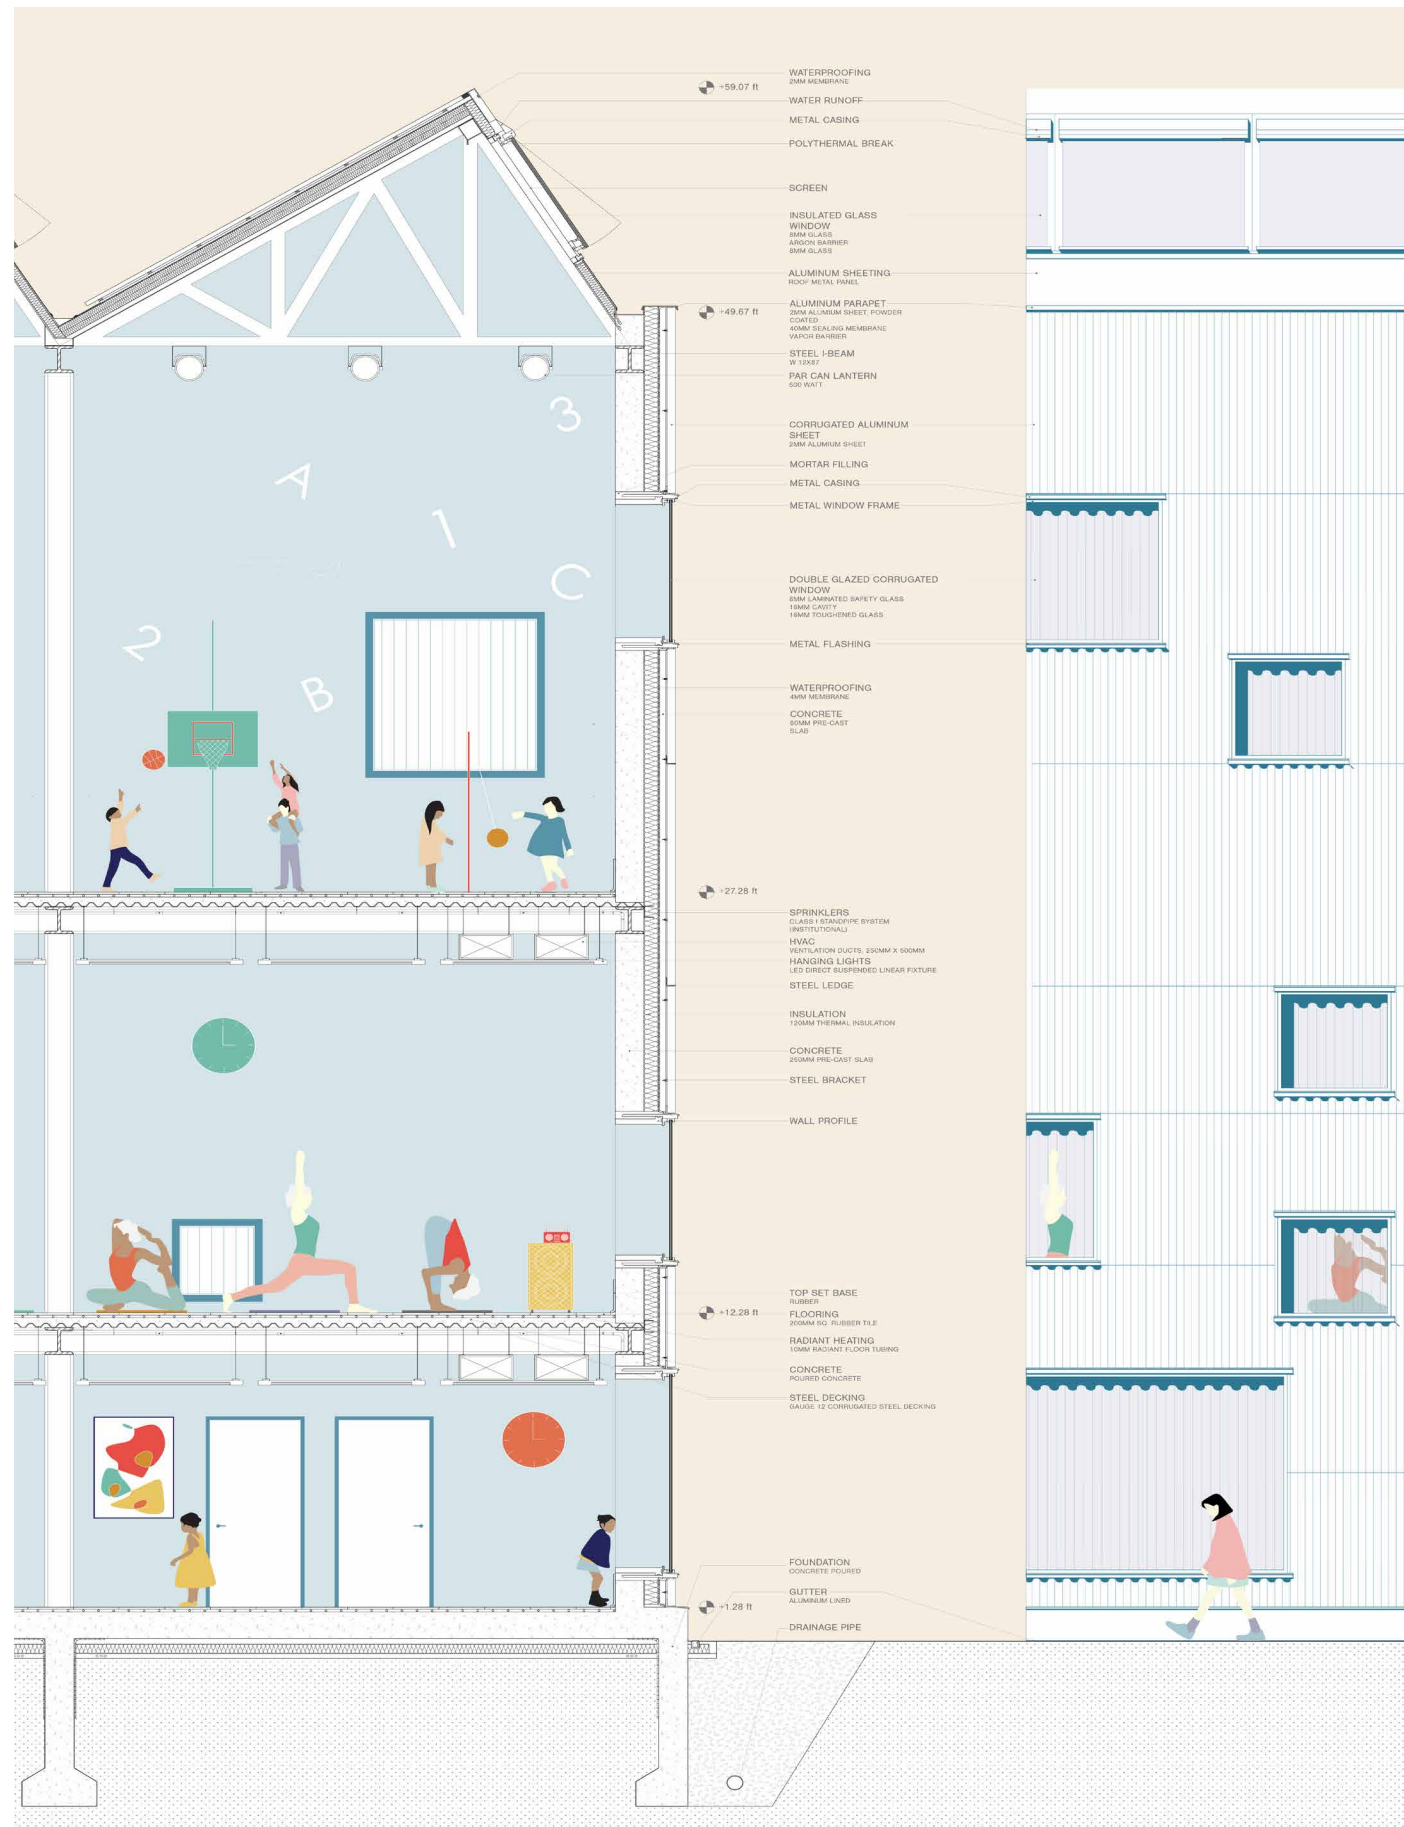 WATERPROOFING
2MM MEMBRANE
+59.07 ft
WATER RUNOFF
METAL CASING
POLYTHERMAL BREAK
SCREEN
INSULATED GLASS
WINDOW
8MM GLASS
ARGON BARRIER
8MM GLASS
ALUMINUM SHEETING
ROOF METAL PANEL
ALUMINUM PARAPET
2MM ALUMIUM SHEET, POWDER
COATED
40MM SEALING MEMBRANE
VAPOR BARRIER
+49.67 ft
STEEL I-BEAM
W 12X87
PAR CAN LANTERN
500 WATT
3
CORRUGATED ALUMINUM
SHEET
2MM ALUMIUM SHEET
A
MORTAR FILLING
METAL CASING
METAL WINDOW FRAME
1
C
DOUBLE GLAZED CORRUGATED
WINDOW
8MM LAMINATED SAFETY GLASS
16MM CAVITY
16MM TOUGHENED GLASS
2
METAL FLASHING
B
WATERPROOFING
4MM MEMBRANE
CONCRETE
80MM PRE-CAST
SLAB
+27.28 ft
SPRINKLERS
CLASS I STANDPIPE SYSTEM
(INSTITUTIONAL)
HVAC
VENTILATION DUCTS, 250MM X 500MM
HANGING LIGHTS
LED DIRECT SUSPENDED LINEAR FIXTURE
STEEL LEDGE
INSULATION
120MM THERMAL INSULATION
CONCRETE
250MM PRE-CAST SLAB
STEEL BRACKET
WALL PROFILE
TOP SET BASE
RUBBER
+12.28 ft
FLOORING
200MM SQ. RUBBER TILE
RADIANT HEATING
10MM RADIANT FLOOR TUBING
CONCRETE
POURED CONCRETE
STEEL DECKING
GAUGE 12 CORRUGATED STEEL DECKING
FOUNDATION
CONCRETE POURED
GUTTER
ALUMINUM LINED
+1.28 ft
DRAINAGE PIPE